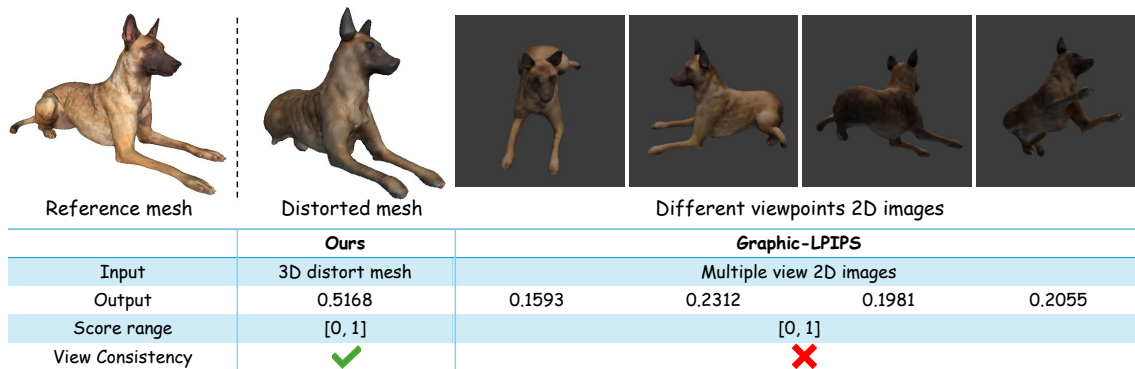 Reference mesh
Distorted mesh
Different viewpoints 2D images
Ours
Graphic-LPIPS
Input
3D distort mesh
Multiple view 2D images
Output
0.5168
0.1593
0.2312
0.1981
0.2055
Score range
[0, 1]
[0, 1]
View Consistency